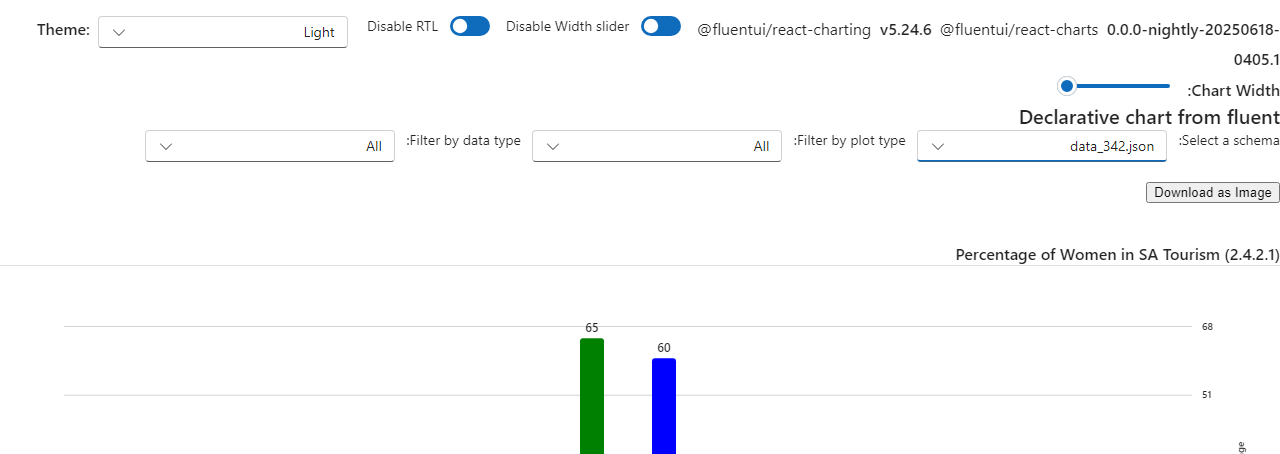 Theme: Light Disable RTL Disable Width slider @fluentui/react-charting v5.24.6 @fluentui/react-charts 0.0.0-nightly-20250618-
0405.1
:Chart Width
Declarative chart from fluent
:Select a schema data_342.json :Filter by plot type All :Filter by data type All
Download as Image
Percentage of Women in SA Tourism (2.4.2.1)
68
65
60
51